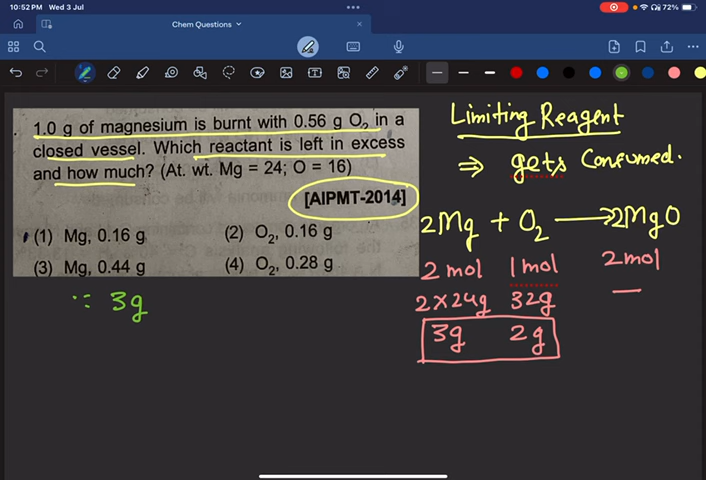 10:52 PM Wed 3 Jul
72%
Chem Questions
1.0 g of magnesium is burnt with 0.56 g O₂ in a
closed vessel. Which reactant is left in excess
and how much? (At. wt. Mg = 24; O = 16)
[AIPMT-2014]
(1) Mg, 0.16 g (2) O₂, 0.16 g
(3) Mg, 0.44 g (4) O₂, 0.28 g
∵ 3g
Limiting Reagent
⇒ gets Consumed.
2Mg + O₂ → 2MgO
2 mol 1 mol 2 mol
2×24g 32g —
3g 2g